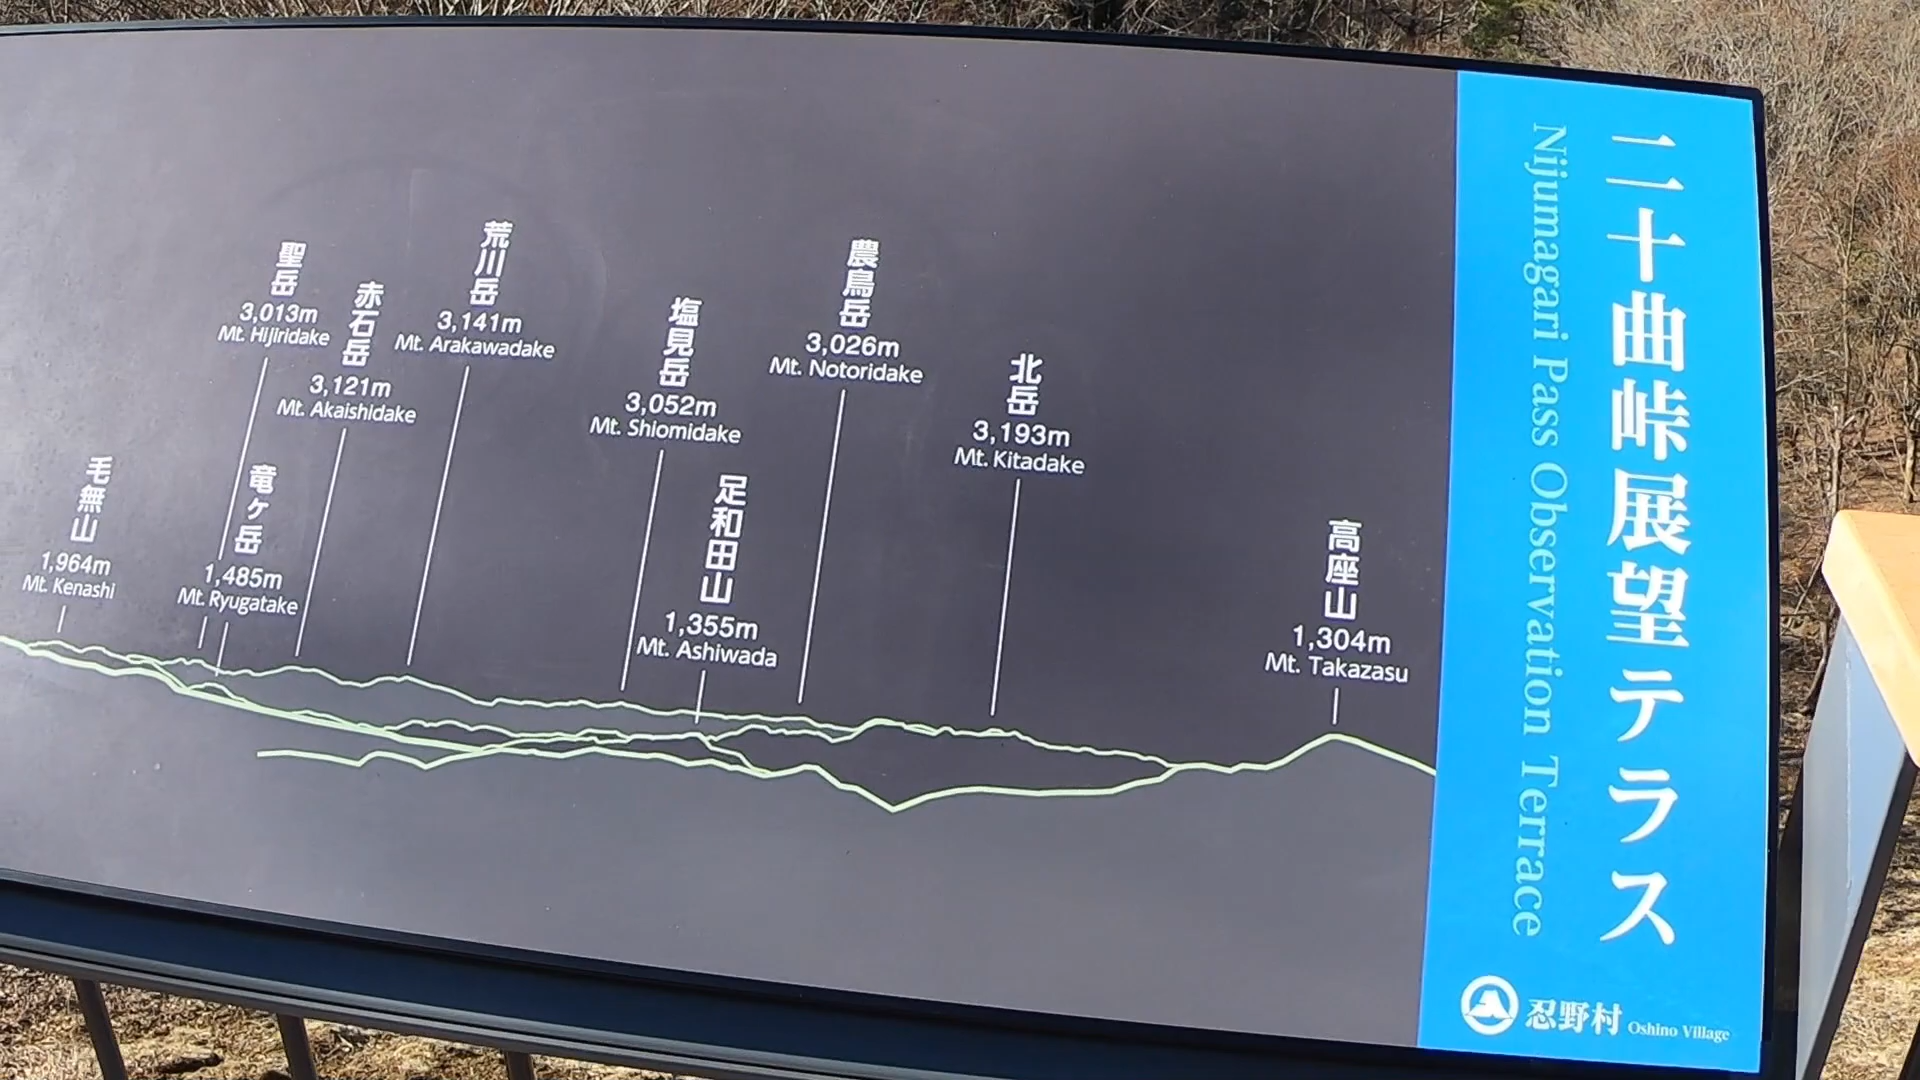 毛無山
1,964m
Mt. Kenashi
聖岳
3,013m
Mt. Hijiridake
竜ヶ岳
1,485m
Mt. Ryugatake
赤石岳
3,121m
Mt. Akaishidake
荒川岳
3,141m
Mt. Arakawadake
塩見岳
3,052m
Mt. Shiomidake
足和田山
1,355m
Mt. Ashiwada
農鳥岳
3,026m
Mt. Notoridake
北岳
3,193m
Mt. Kitadake
高座山
1,304m
Mt. Takazasu
二十曲峠展望テラス
Nijumagari Pass Observation Terrace
忍野村 Oshino Village